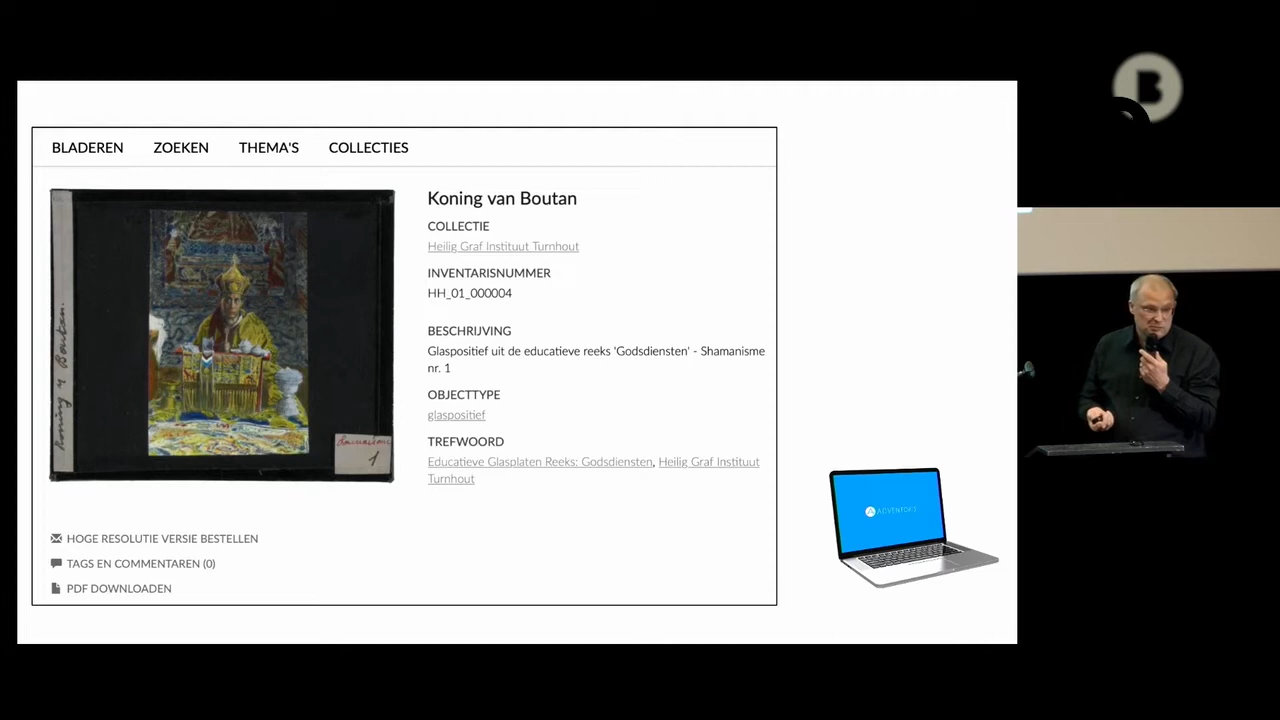 B
BLADEREN ZOEKEN THEMA'S COLLECTIES
Koning van Boutan
COLLECTIE
Heilig Graf Instituut Turnhout
INVENTARISNUMMER
HH_01_000004
BESCHRIJVING
Glaspositief uit de educatieve reeks 'Godsdiensten' - Shamanisme
nr. 1
OBJECTTYPE
glaspositief
TREFWOORD
Educatieve Glasplaten Reeks: Godsdiensten, Heilig Graf Instituut
Turnhout
Koning v Boutan.
1
HOGE RESOLUTIE VERSIE BESTELLEN
TAGS EN COMMENTAREN (0)
PDF DOWNLOADEN